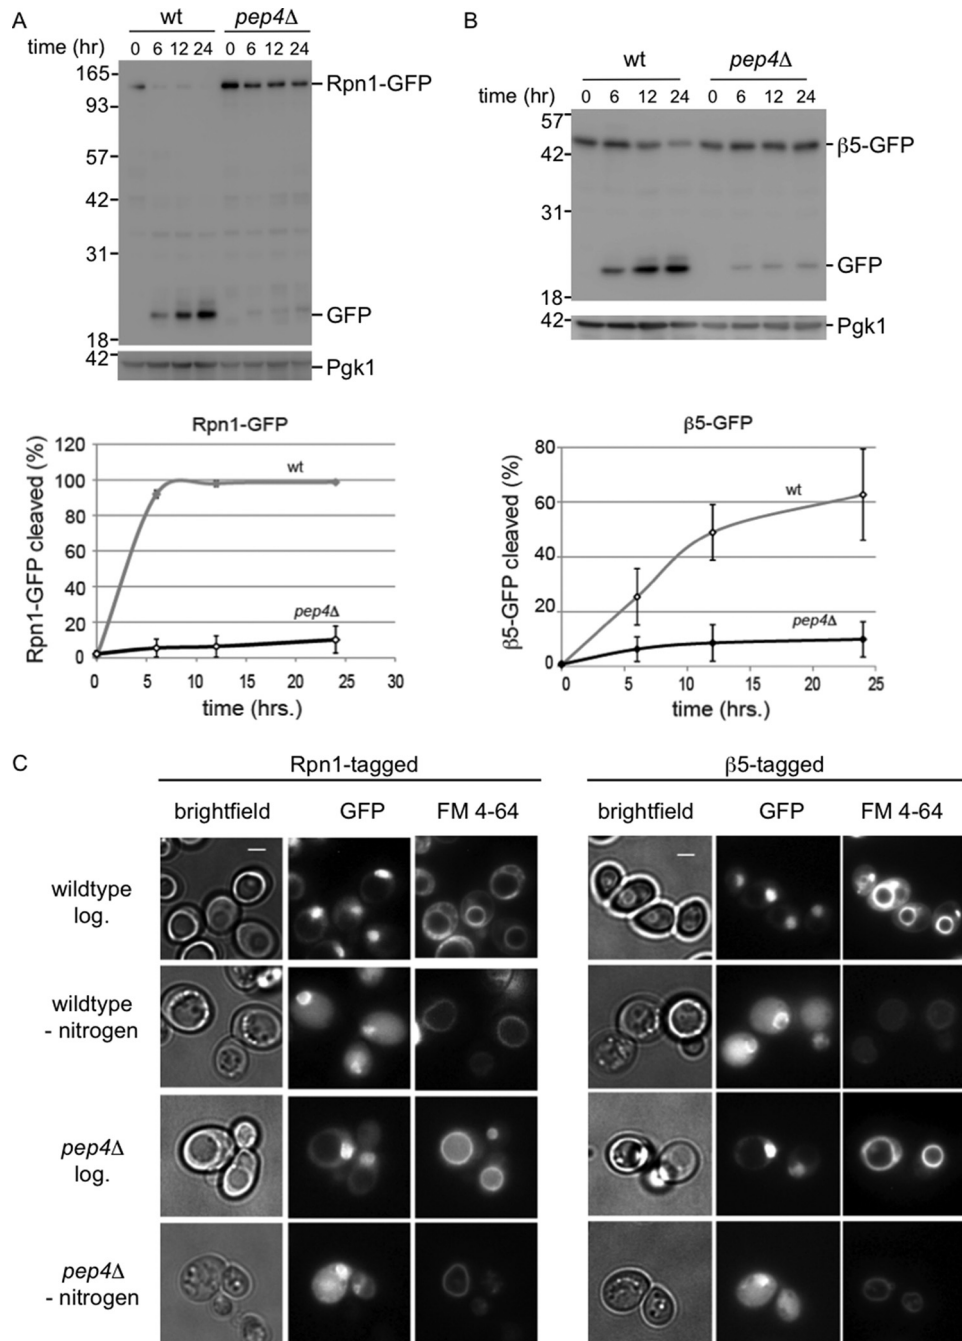 A
wt pep4Δ
time (hr) 0 6 12 24 0 6 12 24
165
93
57
42
31
18
42
Rpn1-GFP
GFP
Pgk1
B
wt pep4Δ
time (hr) 0 6 12 24 0 6 12 24
57
42
31
18
42
β5-GFP
GFP
Pgk1
Rpn1-GFP
Rpn1-GFP cleaved (%)
120
100
80
60
40
20
0
wt
pep4Δ
0 5 10 15 20 25 30
time (hrs.)
β5-GFP
β5-GFP cleaved (%)
80
60
40
20
0
wt
pep4Δ
0 5 10 15 20 25
time (hrs.)
C
Rpn1-tagged β5-tagged
brightfield GFP FM 4-64 brightfield GFP FM 4-64
wildtype
log.
wildtype
- nitrogen
pep4Δ
log.
pep4Δ
- nitrogen